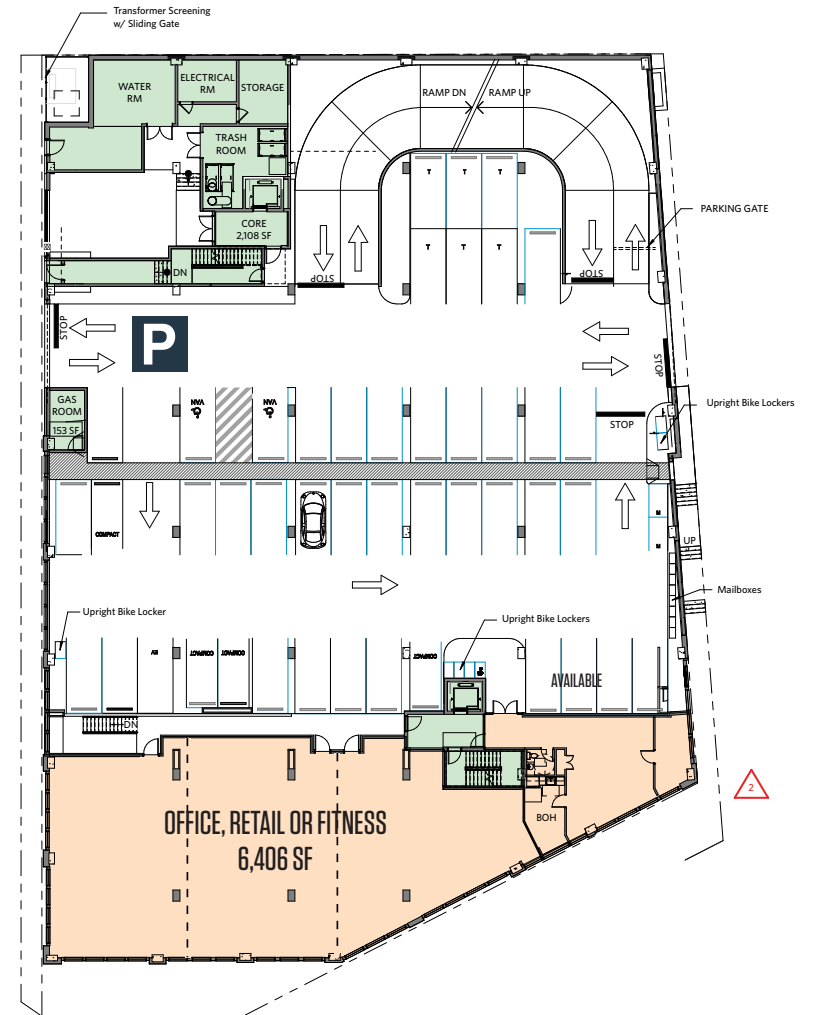 Transformer Screening
w/ Sliding Gate
WATER
RM
ELECTRICAL
RM
STORAGE
RAMP DN
RAMP UP
TRASH
ROOM
T T T
CORE
2,108 SF
PARKING GATE
T T T
DN
STOP
STOP
STOP
P
STOP
GAS
ROOM
153 SF
VAN
VAN
STOP
Upright Bike Lockers
COMPACT
M
M
UP
Mailboxes
Upright Bike Locker
Upright Bike Lockers
EV
COMPACT
COMPACT
COMPACT
AVAILABLE
DN
OFFICE, RETAIL OR FITNESS
6,406 SF
BOH
2